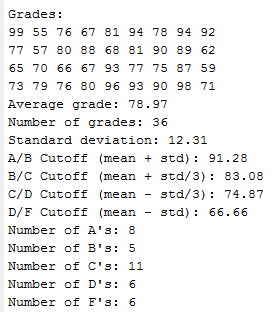 Grades:
99 55 76 67 81 94 78 94 92
77 57 80 88 68 81 90 89 62
65 70 66 67 93 77 75 87 59
73 79 76 80 96 93 90 98 71
Average grade: 78.97
Number of grades: 36
Standard deviation: 12.31
A/B Cutoff (mean + std): 91.28
B/C Cutoff (mean + std/3): 83.08
C/D Cutoff (mean - std/3): 74.87
D/F Cutoff (mean - std): 66.66
Number of A's: 8
Number of B's: 5
Number of C's: 11
Number of D's: 6
Number of F's: 6